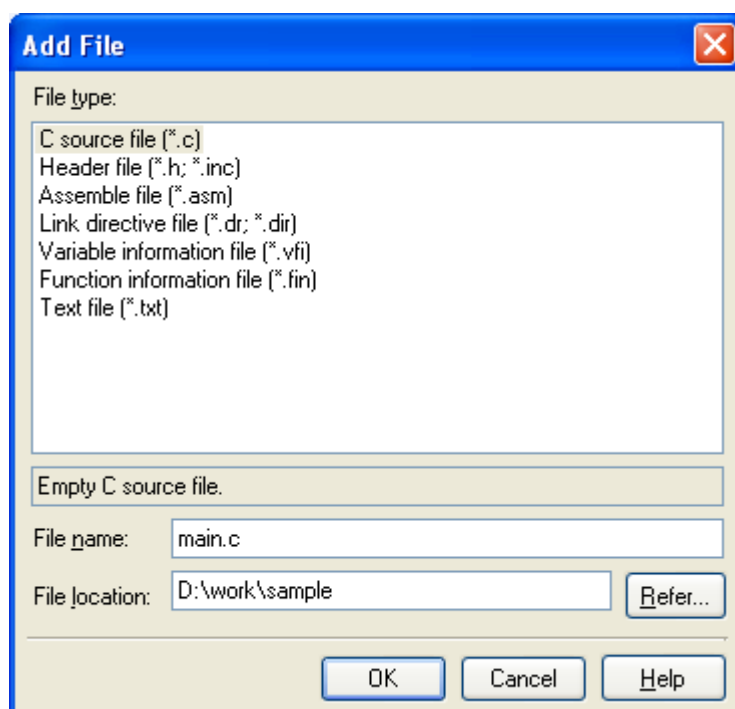 Add File
File type:
C source file (*.c)
Header file (*.h; *.inc)
Assemble file (*.asm)
Link directive file (*.dr; *.dir)
Variable information file (*.vfi)
Function information file (*.fin)
Text file (*.txt)
Empty C source file.
File name: main.c
File location: D:\work\sample Refer...
OK Cancel Help